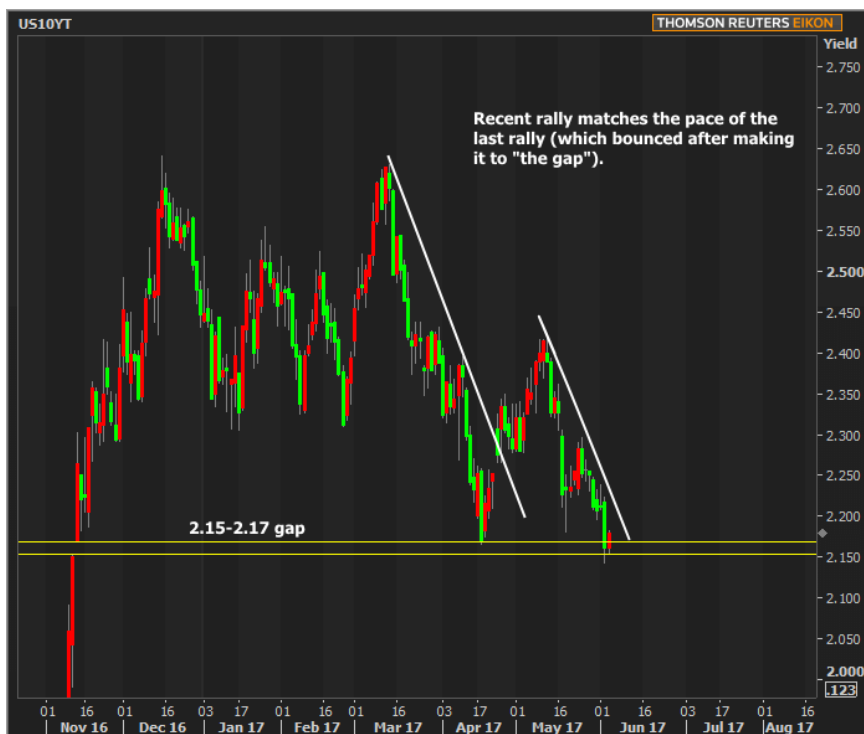 US10YT
THOMSON REUTERS EIKON
Yield
2.750
2.700
Recent rally matches the pace of the
last rally (which bounced after making
it to "the gap").
2.650
2.600
2.550
2.500
2.450
2.400
2.350
2.300
2.250
2.200
2.15-2.17 gap
2.150
2.100
2.050
2.000
.123
01 16 01 16 03 17 01 16 01 16 03 17 01 16 01 16 03 17 01 16
Nov 16 Dec 16 Jan 17 Feb 17 Mar 17 Apr 17 May 17 Jun 17 Jul 17 Aug 17